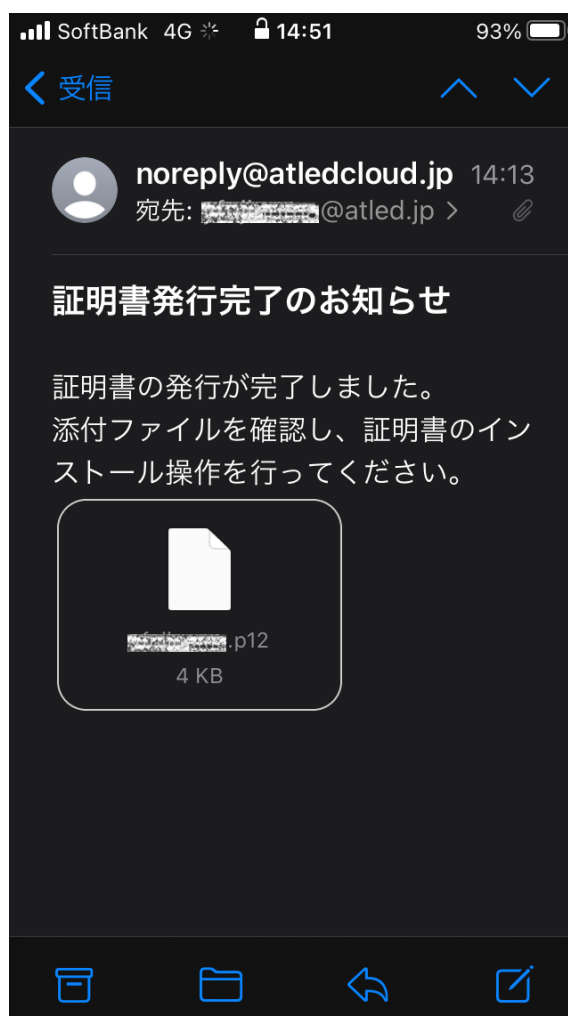 SoftBank 4G 14:51 93%
受信
noreply@atledcloud.jp 14:13
宛先: @atled.jp
証明書発行完了のお知らせ
証明書の発行が完了しました。
添付ファイルを確認し、証明書のイン
ストール操作を行ってください。
.p12
4 KB